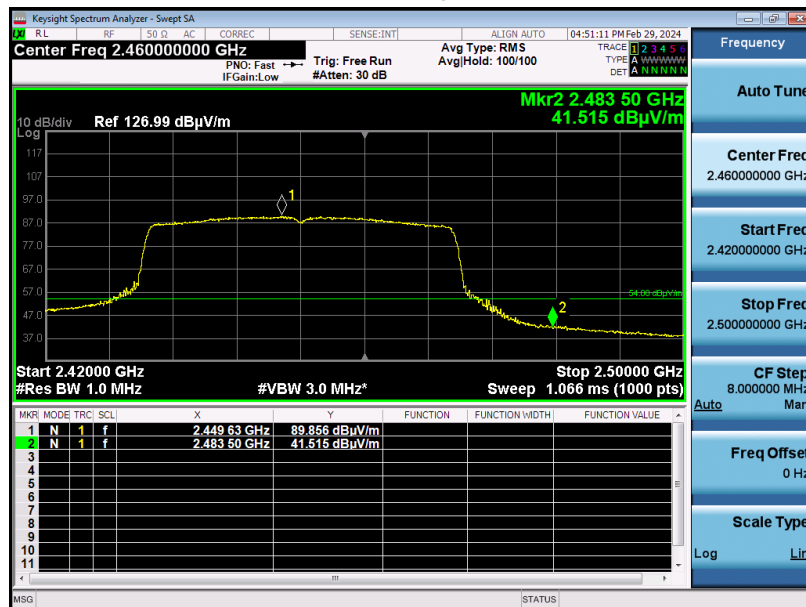 Keysight Spectrum Analyzer - Swept SA
LXI RL RF 50 Ω AC CORREC SENSE:INT ALIGN AUTO 04:51:11 PM Feb 29, 2024
Center Freq 2.460000000 GHz
PNO: Fast Trig: Free Run Avg Type: RMS TRACE 1 2 3 4 5 6
IFGain:Low #Atten: 30 dB Avg|Hold: 100/100 TYPE A WWWWW
DET A N N N N N
Mkr2 2.483 50 GHz
41.515 dBµV/m
10 dB/div Ref 126.99 dBµV/m
Log
117
107
97.0
87.0
77.0
67.0
57.0
47.0
37.0
1
54.00 dBµV/m
2
Start 2.42000 GHz Stop 2.50000 GHz
#Res BW 1.0 MHz #VBW 3.0 MHz* Sweep 1.066 ms (1000 pts)
MKR MODE TRC SCL X Y FUNCTION FUNCTION WIDTH FUNCTION VALUE
1 N 1 f 2.449 63 GHz 89.856 dBµV/m
2 N 1 f 2.483 50 GHz 41.515 dBµV/m
3
4
5
6
7
8
9
10
11
MSG STATUS
Frequency
Auto Tune
Center Freq
2.460000000 GHz
Start Freq
2.420000000 GHz
Stop Freq
2.500000000 GHz
CF Step
8.000000 MHz
Auto Man
Freq Offset
0 Hz
Scale Type
Log Lin